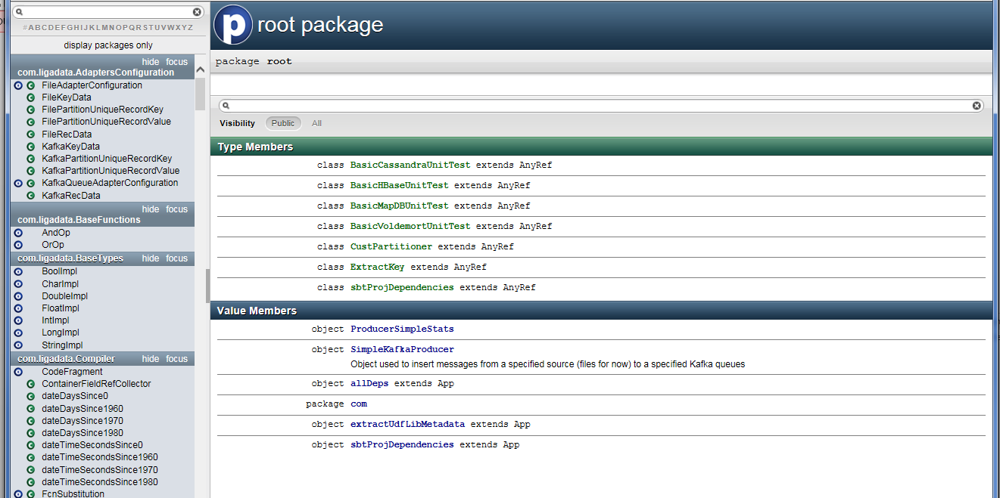 #ABCDEFGHIJKLMNOPQRSTUVWXYZ
display packages only
hide focus
com.ligadata.AdaptersConfiguration
FileAdapterConfiguration
FileKeyData
FilePartitionUniqueRecordKey
FilePartitionUniqueRecordValue
FileRecData
KafkaKeyData
KafkaPartitionUniqueRecordKey
KafkaPartitionUniqueRecordValue
KafkaQueueAdapterConfiguration
KafkaRecData
hide focus
com.ligadata.BaseFunctions
AndOp
OrOp
com.ligadata.BaseTypes hide focus
BoolImpl
CharImpl
DoubleImpl
FloatImpl
IntImpl
LongImpl
StringImpl
com.ligadata.Compiler hide focus
CodeFragment
ContainerFieldRefCollector
dateDaysSince0
dateDaysSince1960
dateDaysSince1970
dateDaysSince1980
dateTimeSecondsSince0
dateTimeSecondsSince1960
dateTimeSecondsSince1970
dateTimeSecondsSince1980
FcnSubstitution
p root package
package root
Visibility Public All
Type Members
class BasicCassandraUnitTest extends AnyRef
class BasicHBaseUnitTest extends AnyRef
class BasicMapDBUnitTest extends AnyRef
class BasicVoldemortUnitTest extends AnyRef
class CustPartitioner extends AnyRef
class ExtractKey extends AnyRef
class sbtProjDependencies extends AnyRef
Value Members
object ProducerSimpleStats
object SimpleKafkaProducer
Object used to insert messages from a specified source (files for now) to a specified Kafka queues
object allDeps extends App
package com
object extractUdfLibMetadata extends App
object sbtProjDependencies extends App